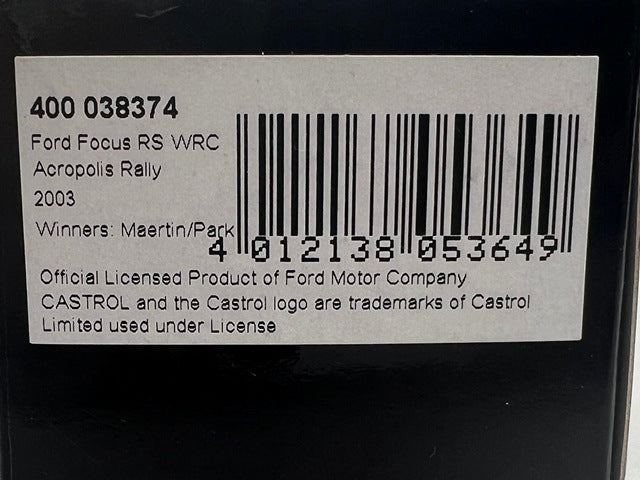 400 038374
Ford Focus RS WRC
Acropolis Rally
2003
Winners: Maertin/Park
4 012138 053649
Official Licensed Product of Ford Motor Company
CASTROL and the Castrol logo are trademarks of Castrol
Limited used under License